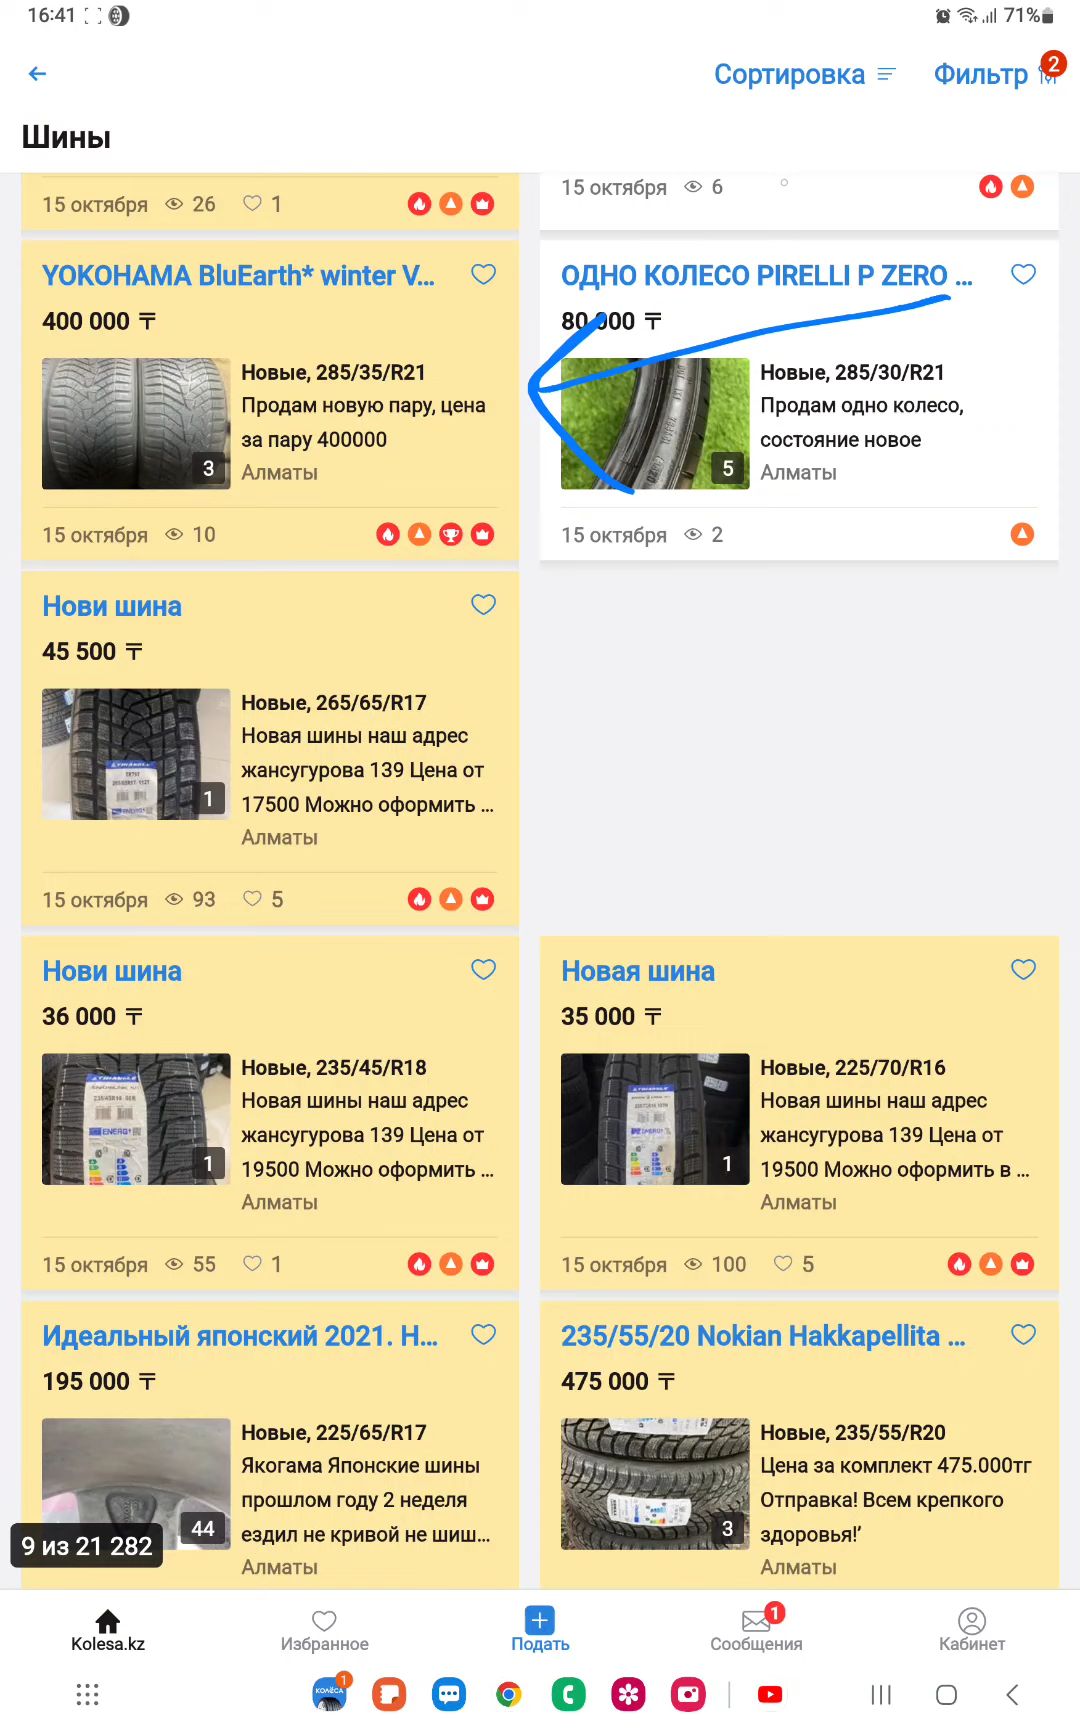 16:41
71%
Сортировка
Фильтр
2
Шины
15 октября 26 1
15 октября 6
YOKOHAMA BluEarth* winter V...
400 000 ₸
Новые, 285/35/R21
Продам новую пару, цена
за пару 400000
3
Алматы
15 октября 10
ОДНО КОЛЕСО PIRELLI P ZERO ...
80 000 ₸
Новые, 285/30/R21
Продам одно колесо,
состояние новое
5
Алматы
15 октября 2
Нови шина
45 500 ₸
Новые, 265/65/R17
Новая шины наш адрес
жансугурова 139 Цена от
17500 Можно оформить ...
TRIANGLE
1
Алматы
15 октября 93 5
Нови шина
36 000 ₸
Новые, 235/45/R18
Новая шины наш адрес
жансугурова 139 Цена от
19500 Можно оформить ...
TRIANGLE
ENERG
1
Алматы
15 октября 55 1
Новая шина
35 000 ₸
Новые, 225/70/R16
Новая шины наш адрес
жансугурова 139 Цена от
19500 Можно оформить в ...
TRIANGLE
ENERG
1
Алматы
15 октября 100 5
Идеальный японский 2021. Н...
195 000 ₸
Новые, 225/65/R17
Якогама Японские шины
прошлом году 2 неделя
ездил не кривой не шиш...
44
Алматы
235/55/20 Nokian Hakkapellita ...
475 000 ₸
Новые, 235/55/R20
Цена за комплект 475.000тг
Отправка! Всем крепкого
здоровья!’
3
Алматы
9 из 21 282
Kolesa.kz
Избранное
Подать
Сообщения
1
Кабинет
КОЛЁСА
1